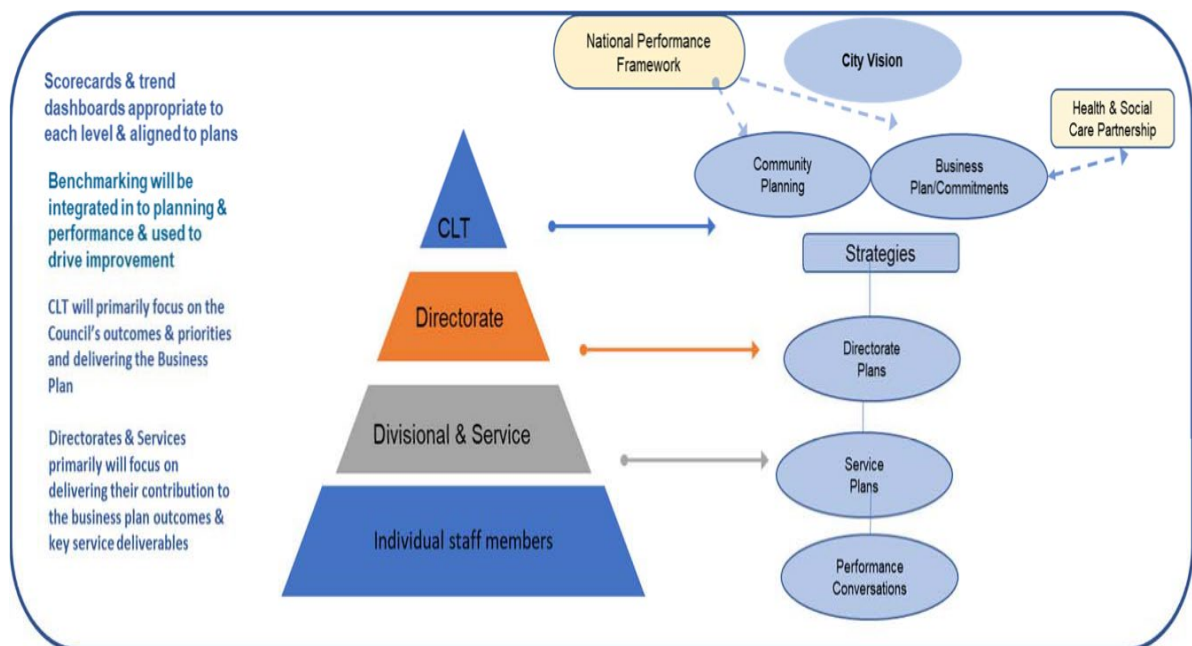 Scorecards & trend
dashboards appropriate to
each level & aligned to plans
Benchmarking will be
integrated in to planning &
performance & used to
drive improvement
CLT will primarily focus on the
Council's outcomes & priorities
and delivering the Business
Plan
Directorates & Services
primarily will focus on
delivering their contribution to
the business plan outcomes &
key service deliverables
CLT
Directorate
Divisional & Service
Individual staff members
National Performance
Framework
City Vision
Health & Social
Care Partnership
Community
Planning
Business
Plan/Commitments
Strategies
Directorate
Plans
Service
Plans
Performance
Conversations